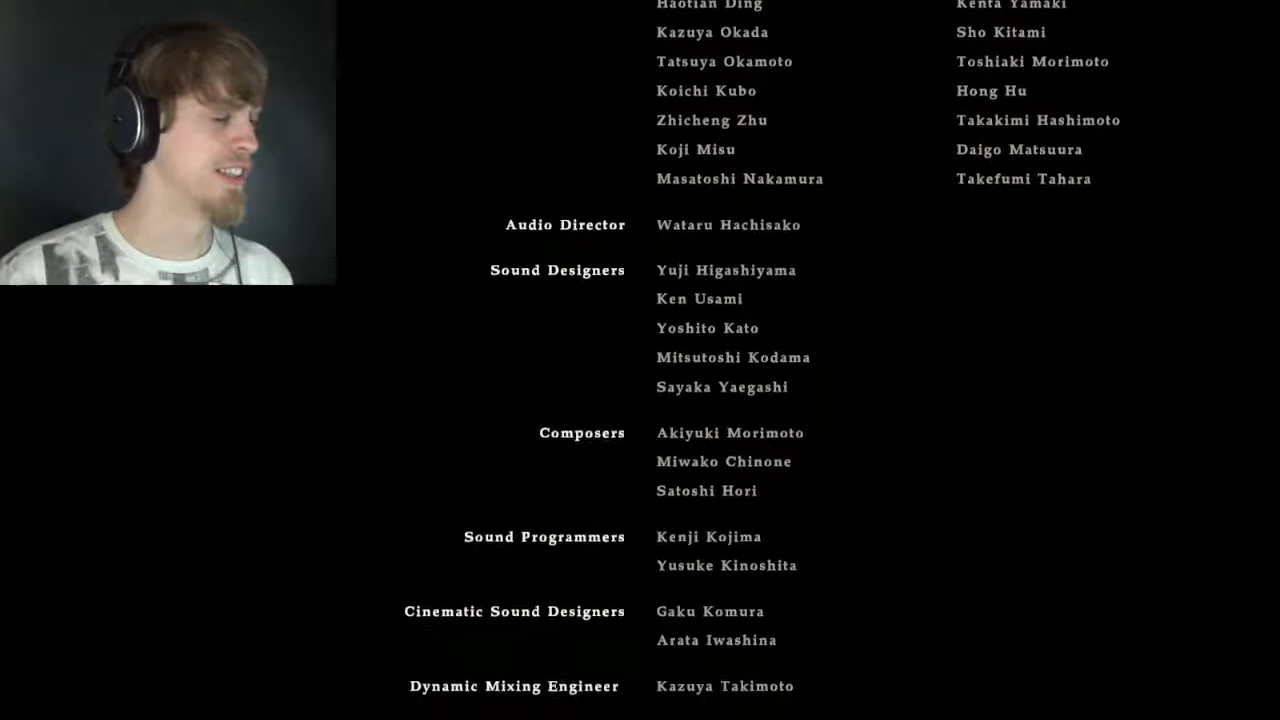 Haotian Ding Kenta Yamaki
Kazuya Okada Sho Kitami
Tatsuya Okamoto Toshiaki Morimoto
Koichi Kubo Hong Hu
Zhicheng Zhu Takakimi Hashimoto
Koji Misu Daigo Matsuura
Masatoshi Nakamura Takefumi Tahara
Audio Director Wataru Hachisako
Sound Designers Yuji Higashiyama
Ken Usami
Yoshito Kato
Mitsutoshi Kodama
Sayaka Yaegashi
Composers Akiyuki Morimoto
Miwako Chinone
Satoshi Hori
Sound Programmers Kenji Kojima
Yusuke Kinoshita
Cinematic Sound Designers Gaku Komura
Arata Iwashina
Dynamic Mixing Engineer Kazuya Takimoto